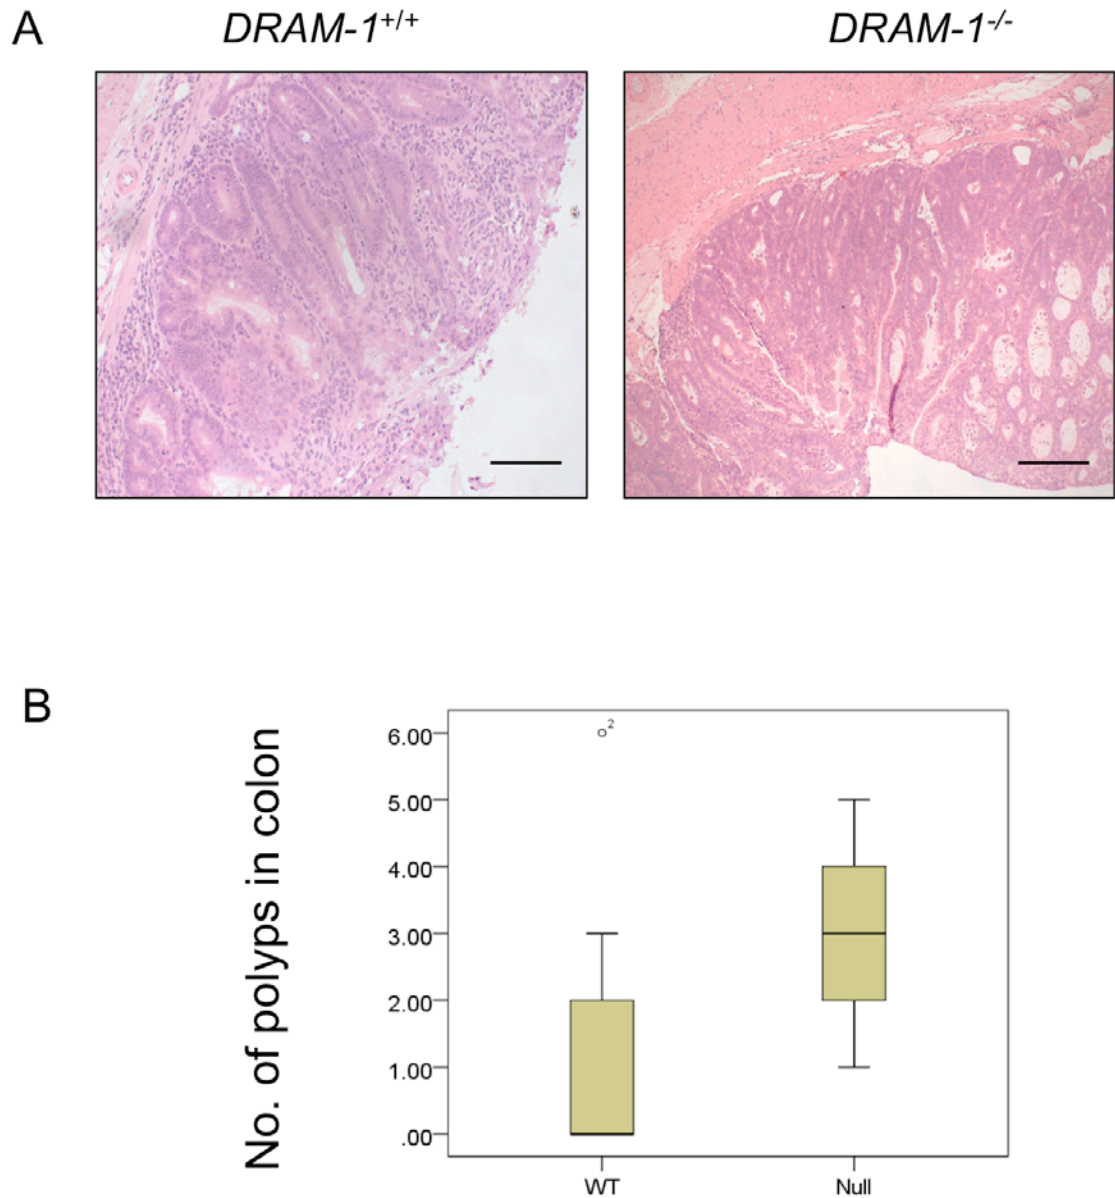 A
DRAM-1+/+
DRAM-1-/-
B
No. of polyps in colon
6.00
5.00
4.00
3.00
2.00
1.00
.00
2
WT
Null